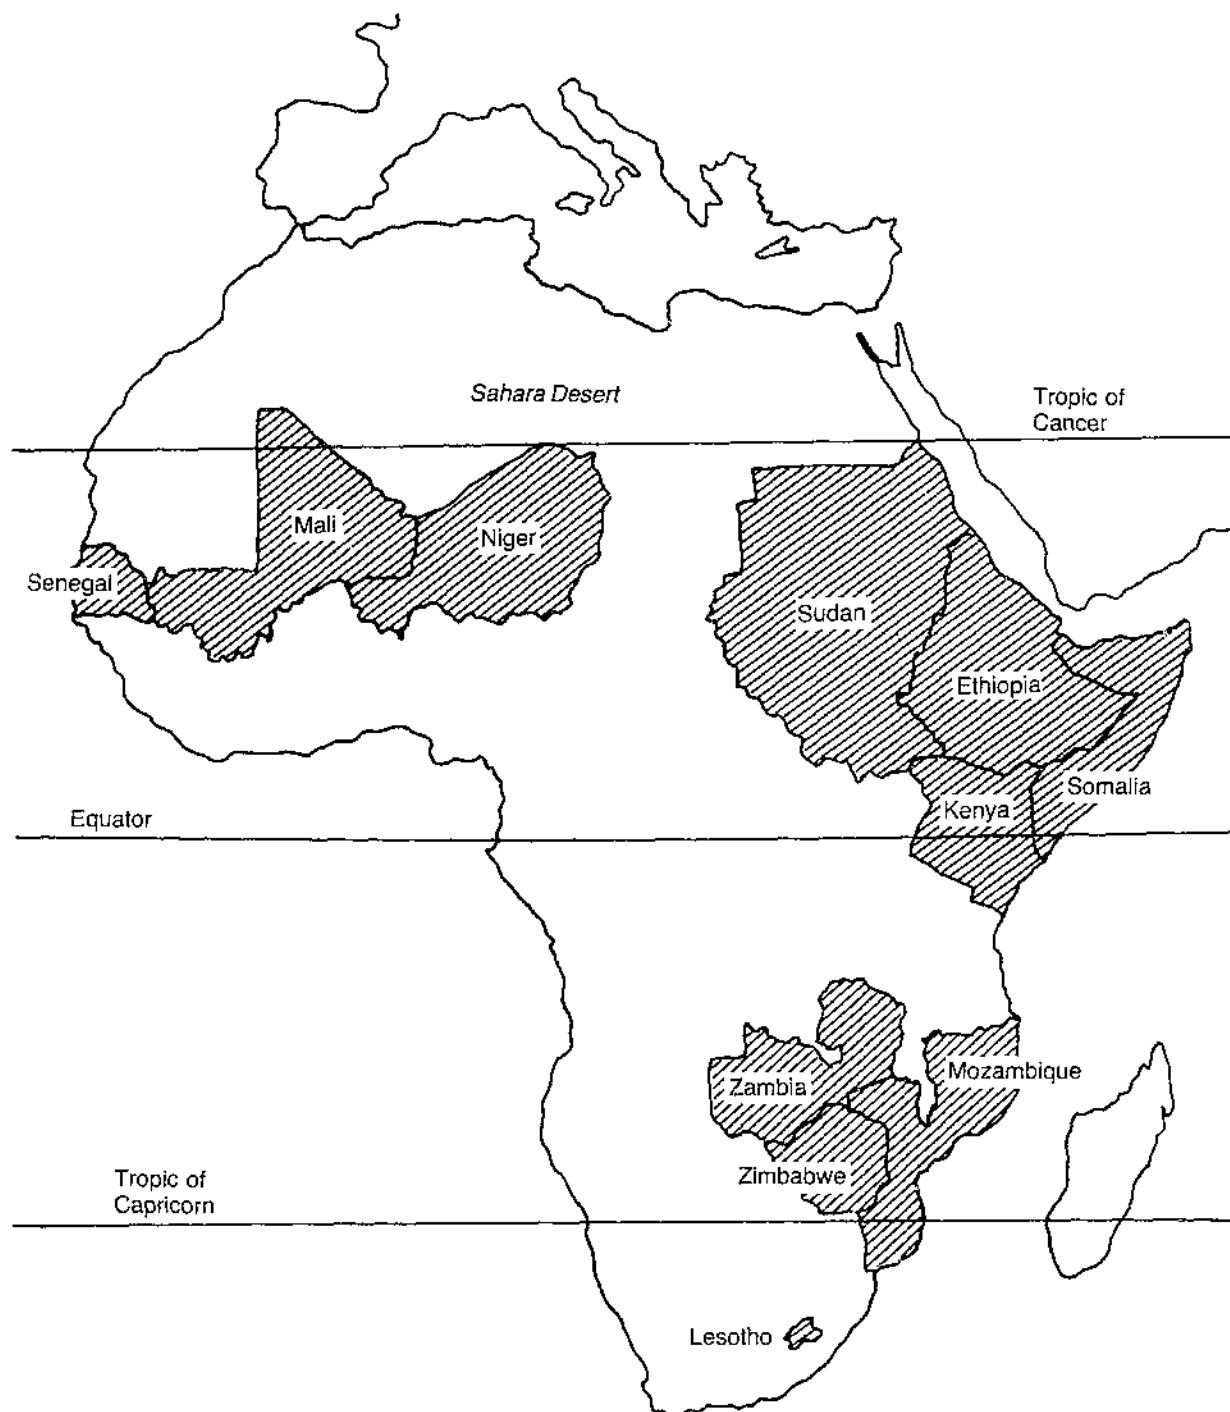 Sahara Desert
Tropic of
Cancer
Mali
Niger
Senegal
Sudan
Ethiopia
Somalia
Kenya
Equator
Mozambique
Zambia
Zimbabwe
Tropic of
Capricorn
Lesotho